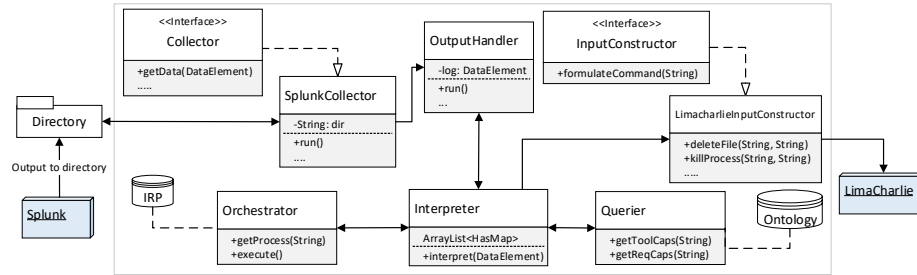 <<Interface>>
Collector
+getData(DataElement)
.....
OutputHandler
-log: DataElement
+run()
...
<<Interface>>
InputConstructor
+formulateCommand(String)
SplunkCollector
-String: dir
+run()
....
Directory
Output to directory
Splunk
LimacharlieInputConstructor
+deleteFile(String, String)
+killProcess(String, String)
.....
LimaCharlie
IRP
Orchestrator
+getProcess(String)
+execute()
Interpreter
ArrayList<HasMap>
+interpret(DataElement)
Querier
+getToolCaps(String)
+getReqCaps(String)
Ontology